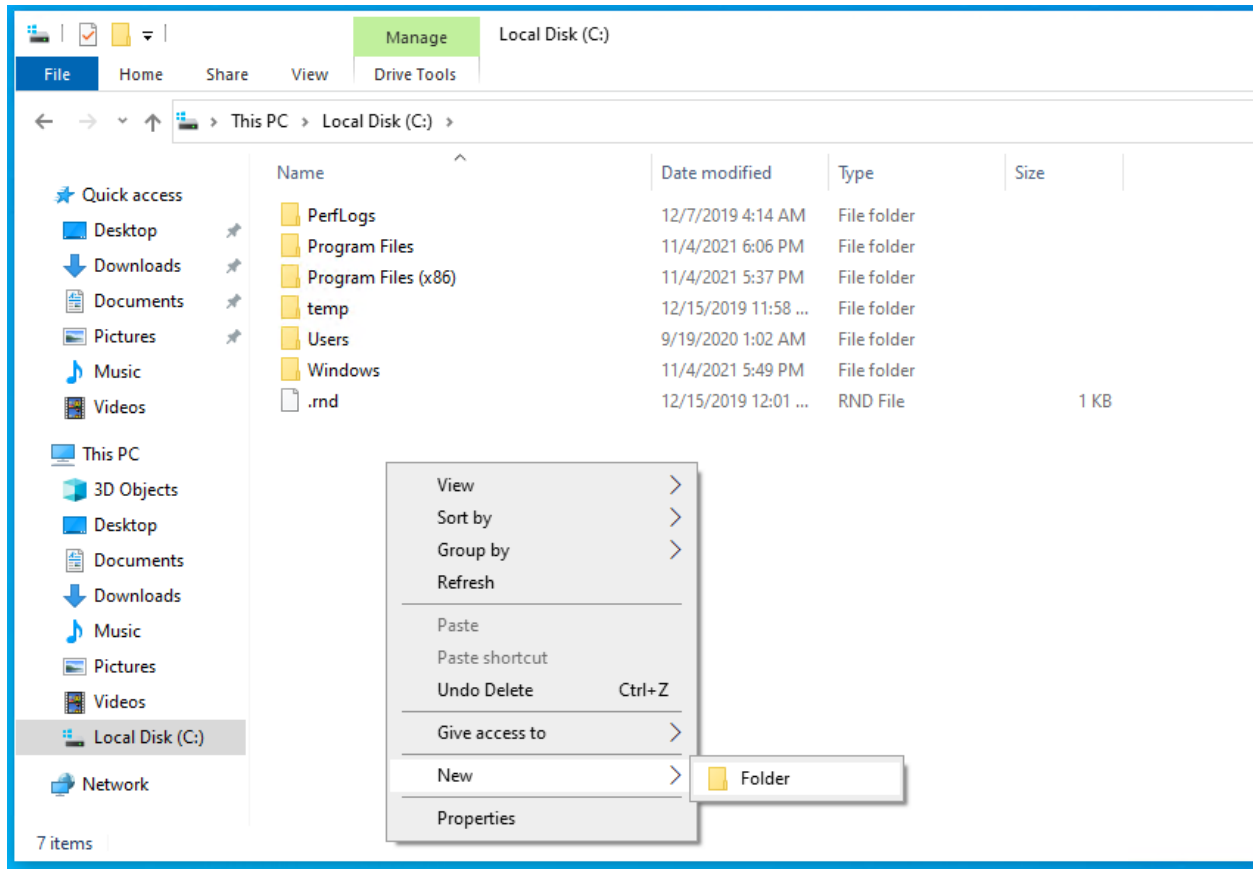 Manage Local Disk (C:)
File Home Share View Drive Tools
This PC Local Disk (C:)
Name Date modified Type Size
Quick access
Desktop
Downloads
Documents
Pictures
Music
Videos
This PC
3D Objects
Desktop
Documents
Downloads
Music
Pictures
Videos
Local Disk (C:)
Network
PerfLogs 12/7/2019 4:14 AM File folder
Program Files 11/4/2021 6:06 PM File folder
Program Files (x86) 11/4/2021 5:37 PM File folder
temp 12/15/2019 11:58 ... File folder
Users 9/19/2020 1:02 AM File folder
Windows 11/4/2021 5:49 PM File folder
.rnd 12/15/2019 12:01 ... RND File 1 KB
View
Sort by
Group by
Refresh
Paste
Paste shortcut
Undo Delete Ctrl+Z
Give access to
New
Folder
Properties
7 items